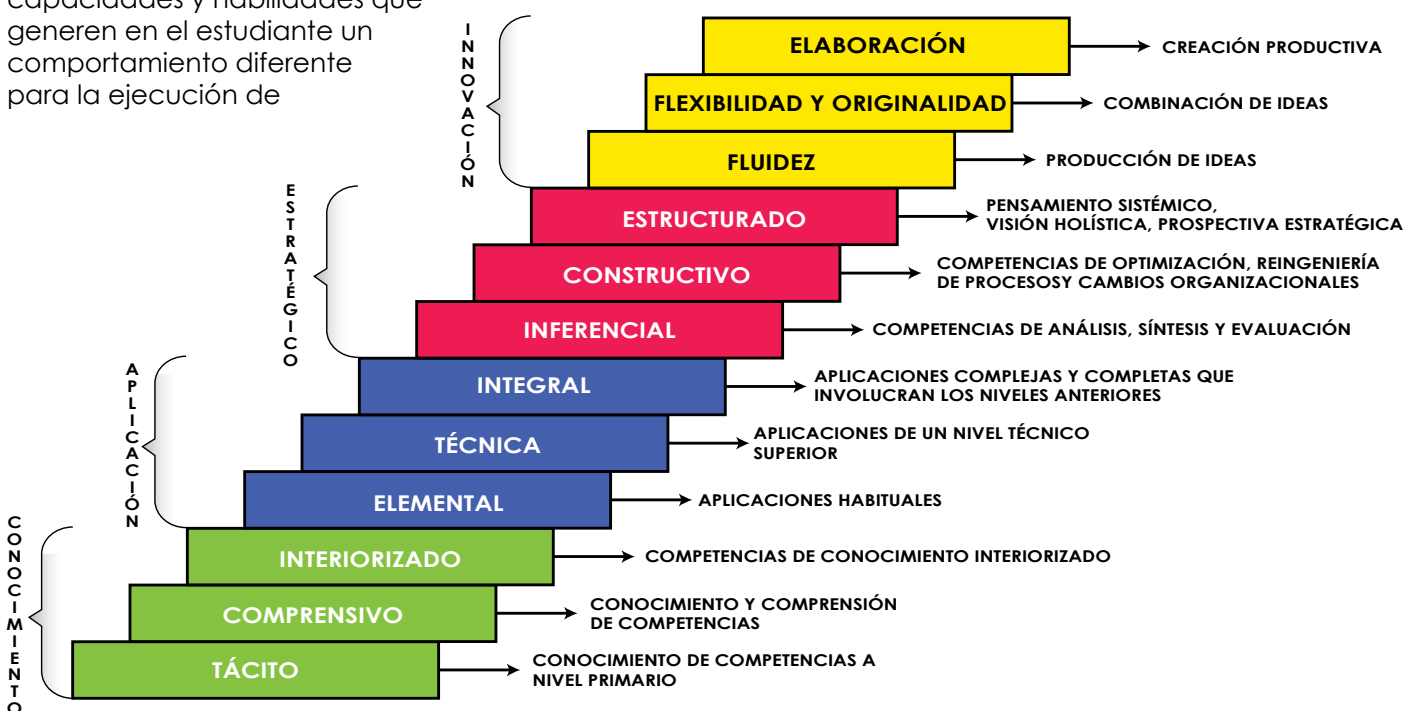 capacidades y habilidades que
generen en el estudiante un
comportamiento diferente
para la ejecución de
INNOVACIÓN
ELABORACIÓN
CREACIÓN PRODUCTIVA
FLEXIBILIDAD Y ORIGINALIDAD
COMBINACIÓN DE IDEAS
FLUIDEZ
PRODUCCIÓN DE IDEAS
ESTRATÉGICO
ESTRUCTURADO
PENSAMIENTO SISTÉMICO,
VISIÓN HOLÍSTICA, PROSPECTIVA ESTRATÉGICA
CONSTRUCTIVO
COMPETENCIAS DE OPTIMIZACIÓN, REINGENIERÍA
DE PROCESOSY CAMBIOS ORGANIZACIONALES
INFERENCIAL
COMPETENCIAS DE ANÁLISIS, SÍNTESIS Y EVALUACIÓN
APLICACIÓN
INTEGRAL
APLICACIONES COMPLEJAS Y COMPLETAS QUE
INVOLUCRAN LOS NIVELES ANTERIORES
TÉCNICA
APLICACIONES DE UN NIVEL TÉCNICO
SUPERIOR
ELEMENTAL
APLICACIONES HABITUALES
CONOCIMIENTO
INTERIORIZADO
COMPETENCIAS DE CONOCIMIENTO INTERIORIZADO
COMPRENSIVO
CONOCIMIENTO Y COMPRENSIÓN
DE COMPETENCIAS
TÁCITO
CONOCIMIENTO DE COMPETENCIAS A
NIVEL PRIMARIO